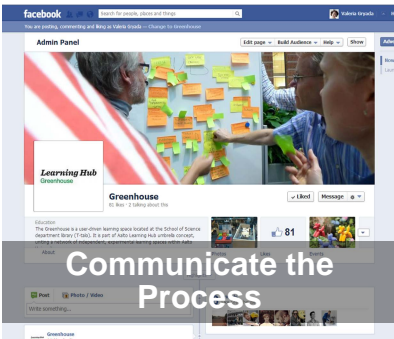 facebook
Search for people, places and things
Valeria Gryada
You are posting, commenting and liking as Valeria Gryada — Change to Greenhouse
Admin Panel
Edit page
Build Audience
Help
Show
Learning Hub
Greenhouse
Greenhouse
81 likes · 2 talking about this
Liked
Message
Education
The Greenhouse is a user-driven learning space located at the School of Science
department library (T-talo). It is part of Aalto Learning Hub umbrella concept,
uniting a network of independent, experimental learning spaces within Aalto
About
81
Photos
Likes
Events
Communicate the
Process
Post
Photo / Video
Write something...
Greenhouse